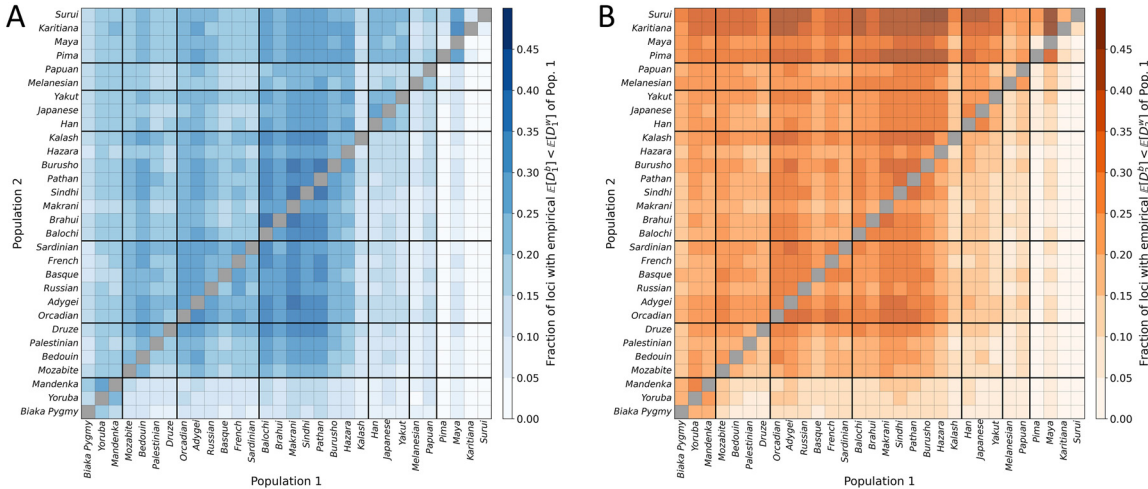 A
Surui
Karitiana
Maya
Pima
Papuan
Melanesian
Yakut
Japanese
Han
Kalash
Hazara
Burusho
Pathan
Sindhi
Makrani
Brahui
Balochi
Sardinian
French
Basque
Russian
Adygei
Orcadian
Druze
Palestinian
Bedouin
Mozabite
Mandenka
Yoruba
Biaka Pygmy
Population 2
Biaka Pygmy
Yoruba
Mandenka
Mozabite
Bedouin
Palestinian
Druze
Orcadian
Adygei
Russian
Basque
French
Sardinian
Balochi
Brahui
Makrani
Sindhi
Pathan
Burusho
Hazara
Kalash
Han
Japanese
Yakut
Melanesian
Papuan
Pima
Maya
Karitiana
Surui
Population 1
0.45
0.40
0.35
0.30
0.25
0.20
0.15
0.10
0.05
0.00
Fraction of loci with empirical 𝔼[D₁ᵇ] < 𝔼[D₁ʷ] of Pop. 1
B
Surui
Karitiana
Maya
Pima
Papuan
Melanesian
Yakut
Japanese
Han
Kalash
Hazara
Burusho
Pathan
Sindhi
Makrani
Brahui
Balochi
Sardinian
French
Basque
Russian
Adygei
Orcadian
Druze
Palestinian
Bedouin
Mozabite
Mandenka
Yoruba
Biaka Pygmy
Population 2
Biaka Pygmy
Yoruba
Mandenka
Mozabite
Bedouin
Palestinian
Druze
Orcadian
Adygei
Russian
Basque
French
Sardinian
Balochi
Brahui
Makrani
Sindhi
Pathan
Burusho
Hazara
Kalash
Han
Japanese
Yakut
Melanesian
Papuan
Pima
Maya
Karitiana
Surui
Population 1
0.45
0.40
0.35
0.30
0.25
0.20
0.15
0.10
0.05
0.00
Fraction of loci with empirical 𝔼[D₂ᵇ] < 𝔼[D₂ʷ] of Pop. 1